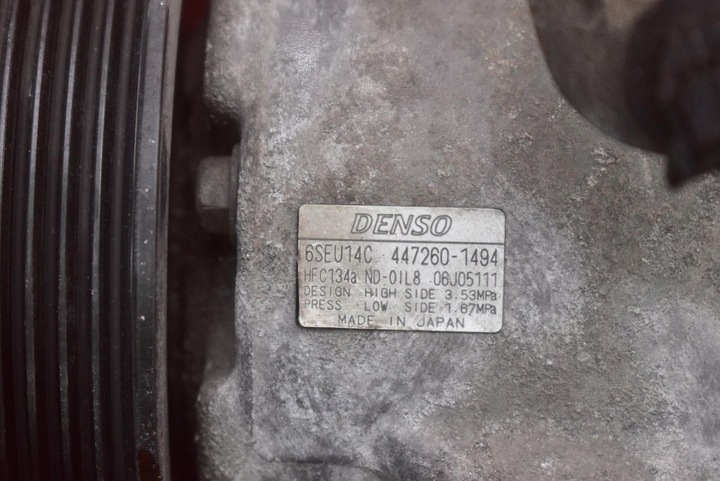 DENSO
6SEU14C 447260-1494
HFC134a ND-OIL8 06J05111
DESIGN HIGH SIDE 3.53MPa
PRESS LOW SIDE 1.67MPa
MADE IN JAPAN